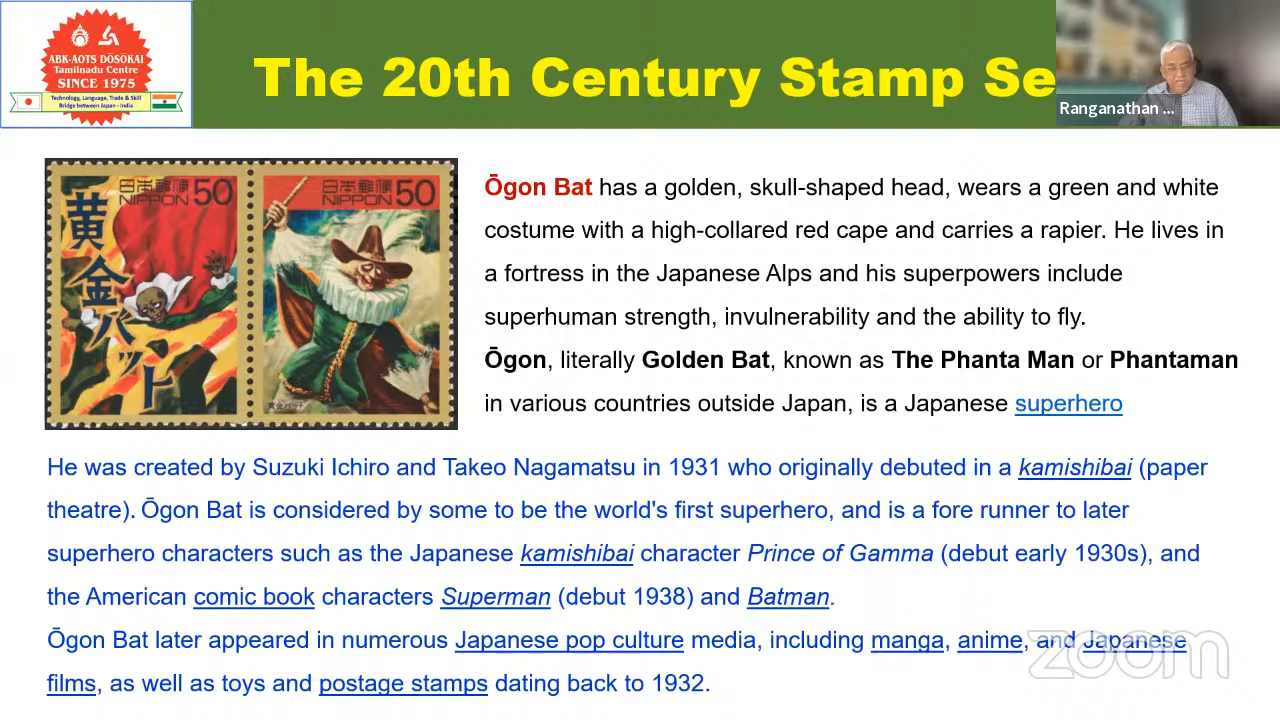 ABK-AOTS DŌSŌKAI
Tamilnadu Centre
SINCE 1975
Technology, Language, Trade & Skill
Bridge between Japan - India
The 20th Century Stamp Se
Ranganathan ...
日本郵便 50
NIPPON
黄金バット
日本郵便 50
NIPPON
黄金バット
Ōgon Bat has a golden, skull-shaped head, wears a green and white
costume with a high-collared red cape and carries a rapier. He lives in
a fortress in the Japanese Alps and his superpowers include
superhuman strength, invulnerability and the ability to fly.
Ōgon, literally Golden Bat, known as The Phanta Man or Phantaman
in various countries outside Japan, is a Japanese superhero
He was created by Suzuki Ichiro and Takeo Nagamatsu in 1931 who originally debuted in a kamishibai (paper
theatre). Ōgon Bat is considered by some to be the world's first superhero, and is a fore runner to later
superhero characters such as the Japanese kamishibai character Prince of Gamma (debut early 1930s), and
the American comic book characters Superman (debut 1938) and Batman.
Ōgon Bat later appeared in numerous Japanese pop culture media, including manga, anime, and Japanese
films, as well as toys and postage stamps dating back to 1932.
zoom